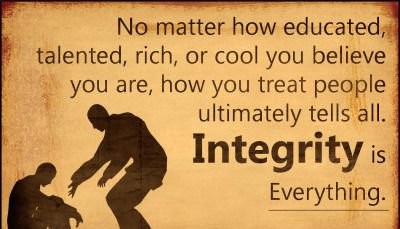 No matter how educated,
talented, rich, or cool you believe
you are, how you treat people
ultimately tells all.
Integrity is
Everything.